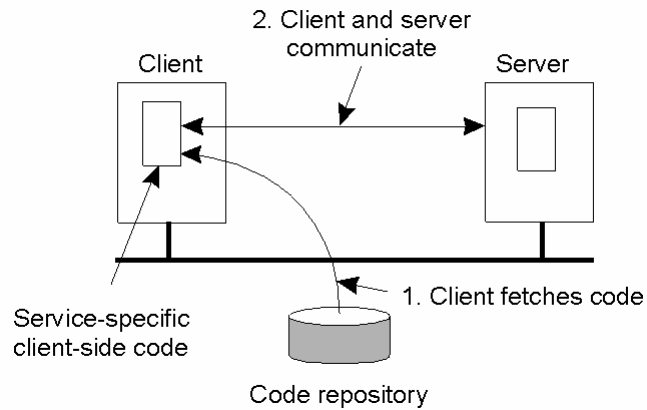 2. Client and server
communicate
Client
Server
1. Client fetches code
Service-specific
client-side code
Code repository